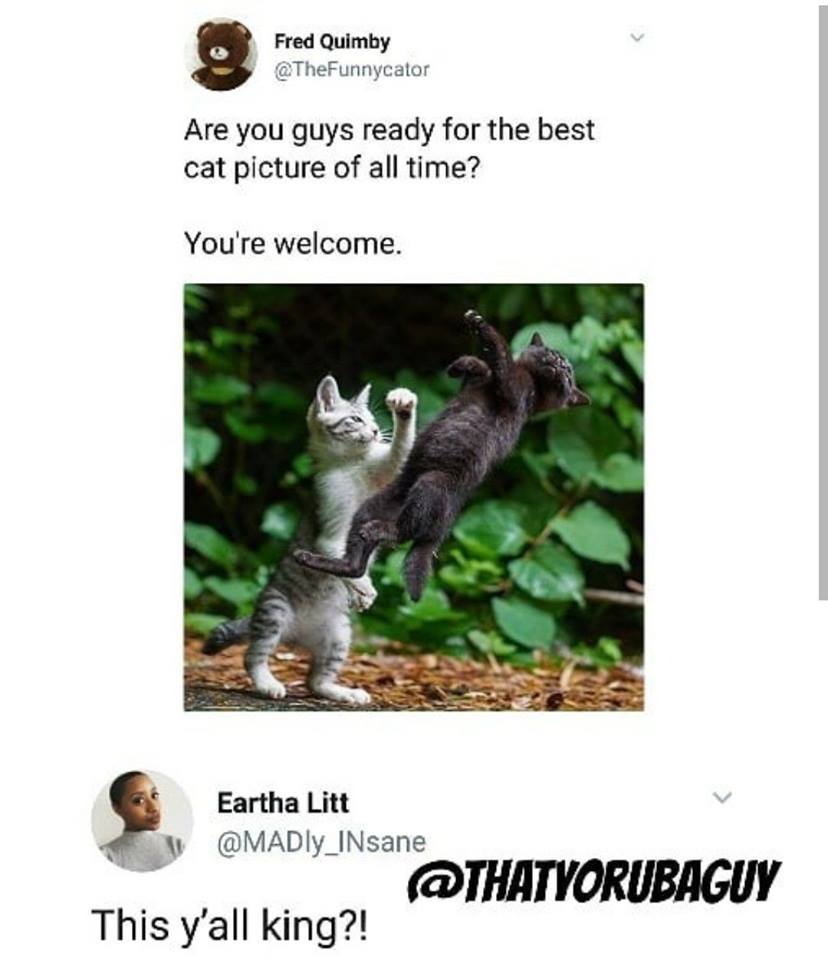 Fred Quimby
@TheFunnycator
Are you guys ready for the best
cat picture of all time?
You're welcome.
Eartha Litt
@MADly_INsane
@THATYORUBAGUY
This y'all king?!